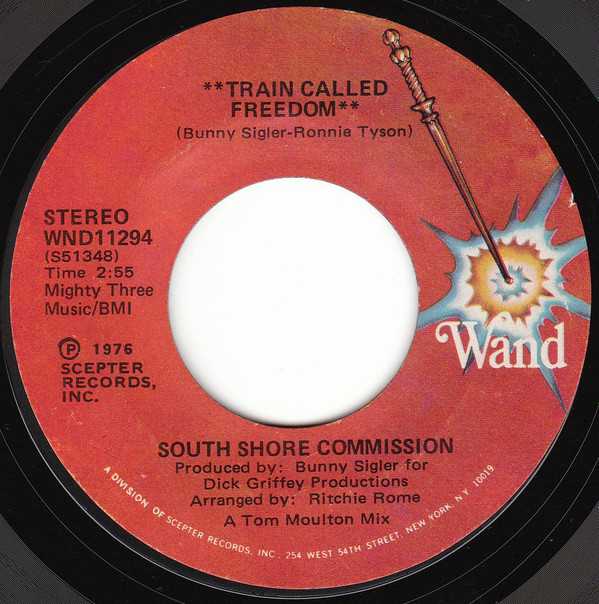 **TRAIN CALLED
FREEDOM**
(Bunny Sigler-Ronnie Tyson)
STEREO
WND11294
(S51348)
Time 2:55
Mighty Three
Music/BMI
Ⓟ 1976
SCEPTER
RECORDS,
INC.
Wand
SOUTH SHORE COMMISSION
Produced by: Bunny Sigler for
Dick Griffey Productions
Arranged by: Ritchie Rome
A Tom Moulton Mix
A DIVISION OF SCEPTER RECORDS, INC. 254 WEST 54TH STREET, NEW YORK, N.Y. 10019